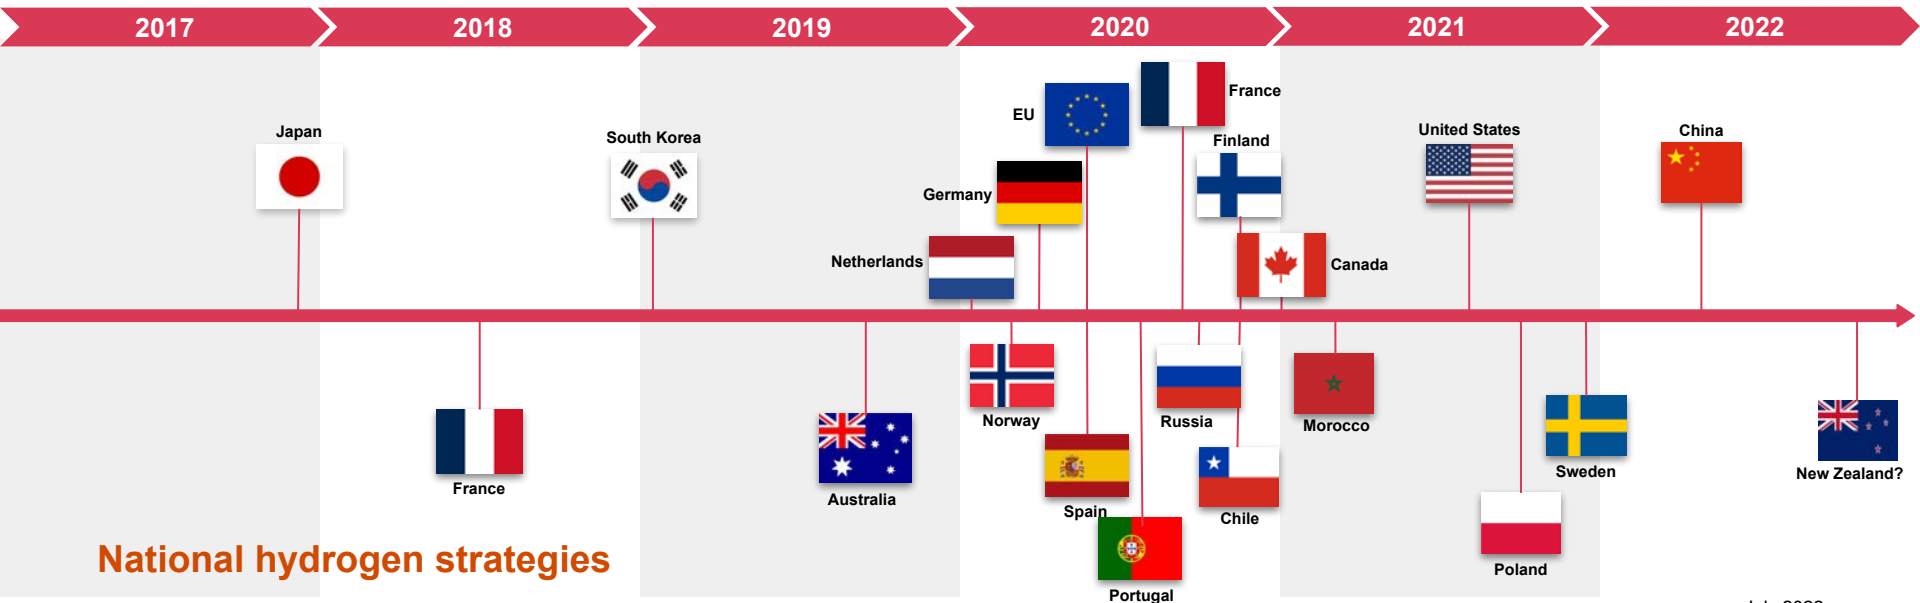 2017
2018
2019
2020
2021
2022
Japan
South Korea
EU
France
Finland
United States
China
Germany
Netherlands
Canada
France
Australia
Norway
Spain
Portugal
Russia
Chile
Morocco
Poland
Sweden
New Zealand?
National hydrogen strategies